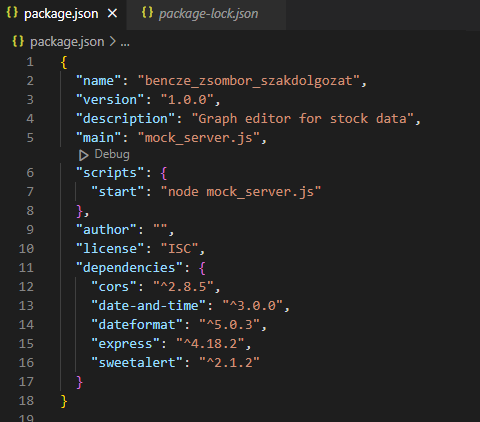 package.json
package-lock.json
package.json > ...
1 {
2 "name": "bencze_zsombor_szakdolgozat",
3 "version": "1.0.0",
4 "description": "Graph editor for stock data",
5 "main": "mock_server.js",
Debug
6 "scripts": {
7 "start": "node mock_server.js"
8 },
9 "author": "",
10 "license": "ISC",
11 "dependencies": {
12 "cors": "^2.8.5",
13 "date-and-time": "^3.0.0",
14 "dateformat": "^5.0.3",
15 "express": "^4.18.2",
16 "sweetalert": "^2.1.2"
17 }
18 }
19